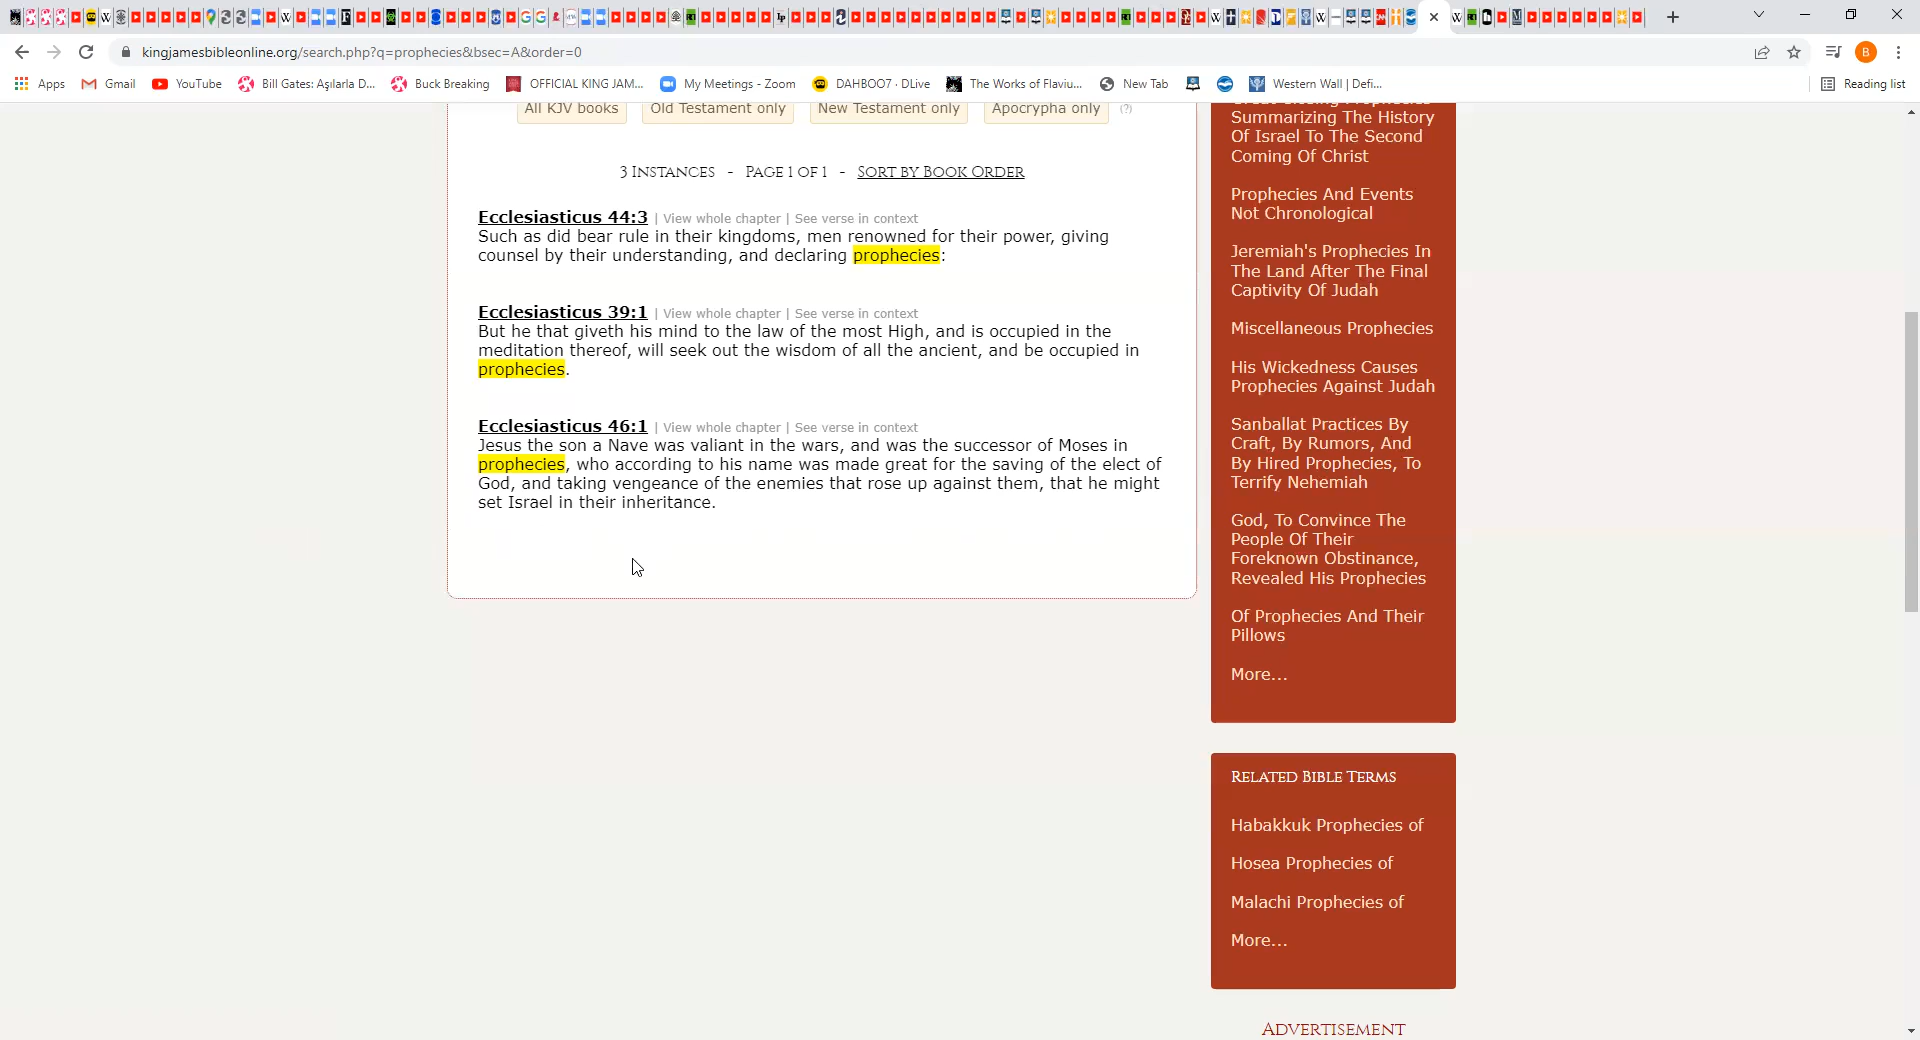 kingjamesbibleonline.org/search.php?q=prophecies&bsec=A&order=0
B
Apps
Gmail
YouTube
Bill Gates: Aşılarla D...
Buck Breaking
OFFICIAL KING JAM...
My Meetings - Zoom
DAHBOO7 · DLive
The Works of Flaviu...
New Tab
Western Wall | Defi...
Reading list
All KJV books
Old Testament only
New Testament only
Apocrypha only
(?)
3 Instances - Page 1 of 1 - Sort by Book Order
Ecclesiasticus 44:3 | View whole chapter | See verse in context
Such as did bear rule in their kingdoms, men renowned for their power, giving
counsel by their understanding, and declaring prophecies:
Ecclesiasticus 39:1 | View whole chapter | See verse in context
But he that giveth his mind to the law of the most High, and is occupied in the
meditation thereof, will seek out the wisdom of all the ancient, and be occupied in
prophecies.
Ecclesiasticus 46:1 | View whole chapter | See verse in context
Jesus the son a Nave was valiant in the wars, and was the successor of Moses in
prophecies, who according to his name was made great for the saving of the elect of
God, and taking vengeance of the enemies that rose up against them, that he might
set Israel in their inheritance.
Summarizing The History
Of Israel To The Second
Coming Of Christ
Prophecies And Events
Not Chronological
Jeremiah's Prophecies In
The Land After The Final
Captivity Of Judah
Miscellaneous Prophecies
His Wickedness Causes
Prophecies Against Judah
Sanballat Practices By
Craft, By Rumors, And
By Hired Prophecies, To
Terrify Nehemiah
God, To Convince The
People Of Their
Foreknown Obstinance,
Revealed His Prophecies
Of Prophecies And Their
Pillows
More...
Related Bible Terms
Habakkuk Prophecies of
Hosea Prophecies of
Malachi Prophecies of
More...
Advertisement